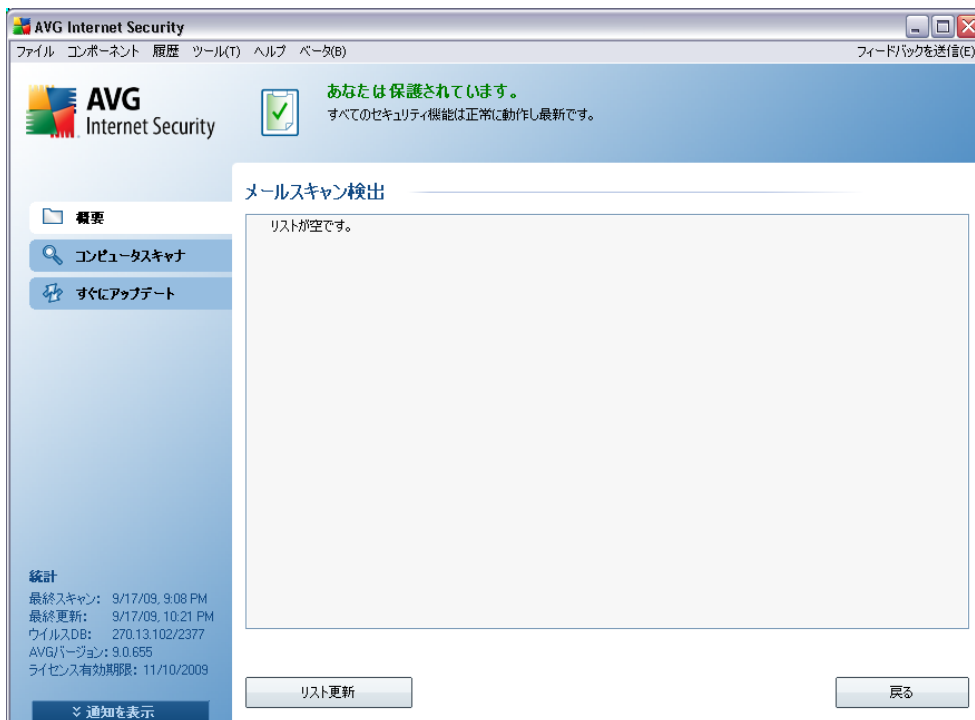 AVG Internet Security
ファイル コンポーネント 履歴 ツール(T) ヘルプ ベータ(B) フィードバックを送信(E)
AVG
Internet Security
あなたは保護されています。
すべてのセキュリティ機能は正常に動作し最新です。
概要
コンピュータスキャナ
すぐにアップデート
メールスキャン検出
リストが空です。
統計
最終スキャン: 9/17/09, 9:08 PM
最終更新: 9/17/09, 10:21 PM
ウイルスDB: 270.13.102/2377
AVGバージョン: 9.0.655
ライセンス有効期限: 11/10/2009
通知を表示
リスト更新
戻る